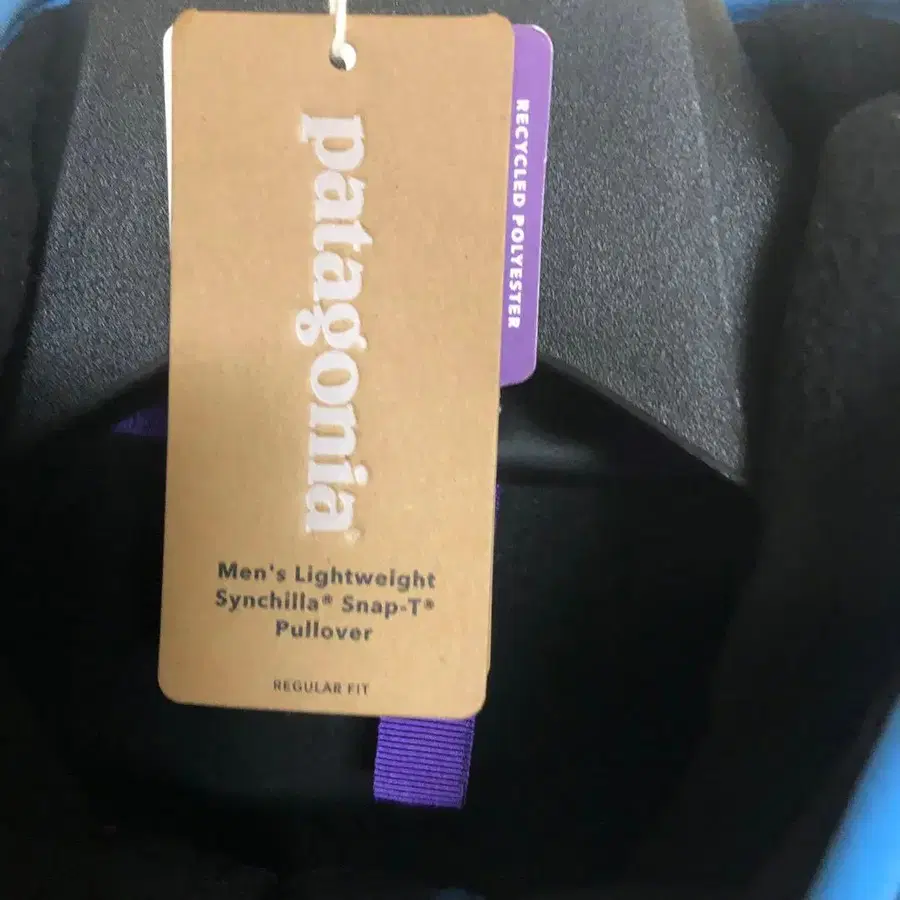 patagonia
RECYCLED POLYESTER
Men's Lightweight
Synchilla® Snap-T®
Pullover
REGULAR FIT